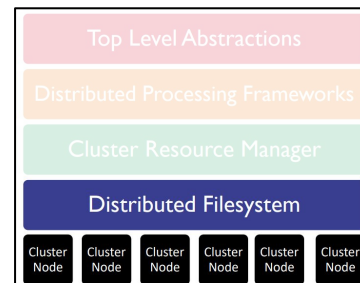 Top Level Abstractions
Distributed Processing Frameworks
Cluster Resource Manager
Distributed Filesystem
Cluster Cluster Cluster Cluster Cluster Cluster
Node Node Node Node Node Node